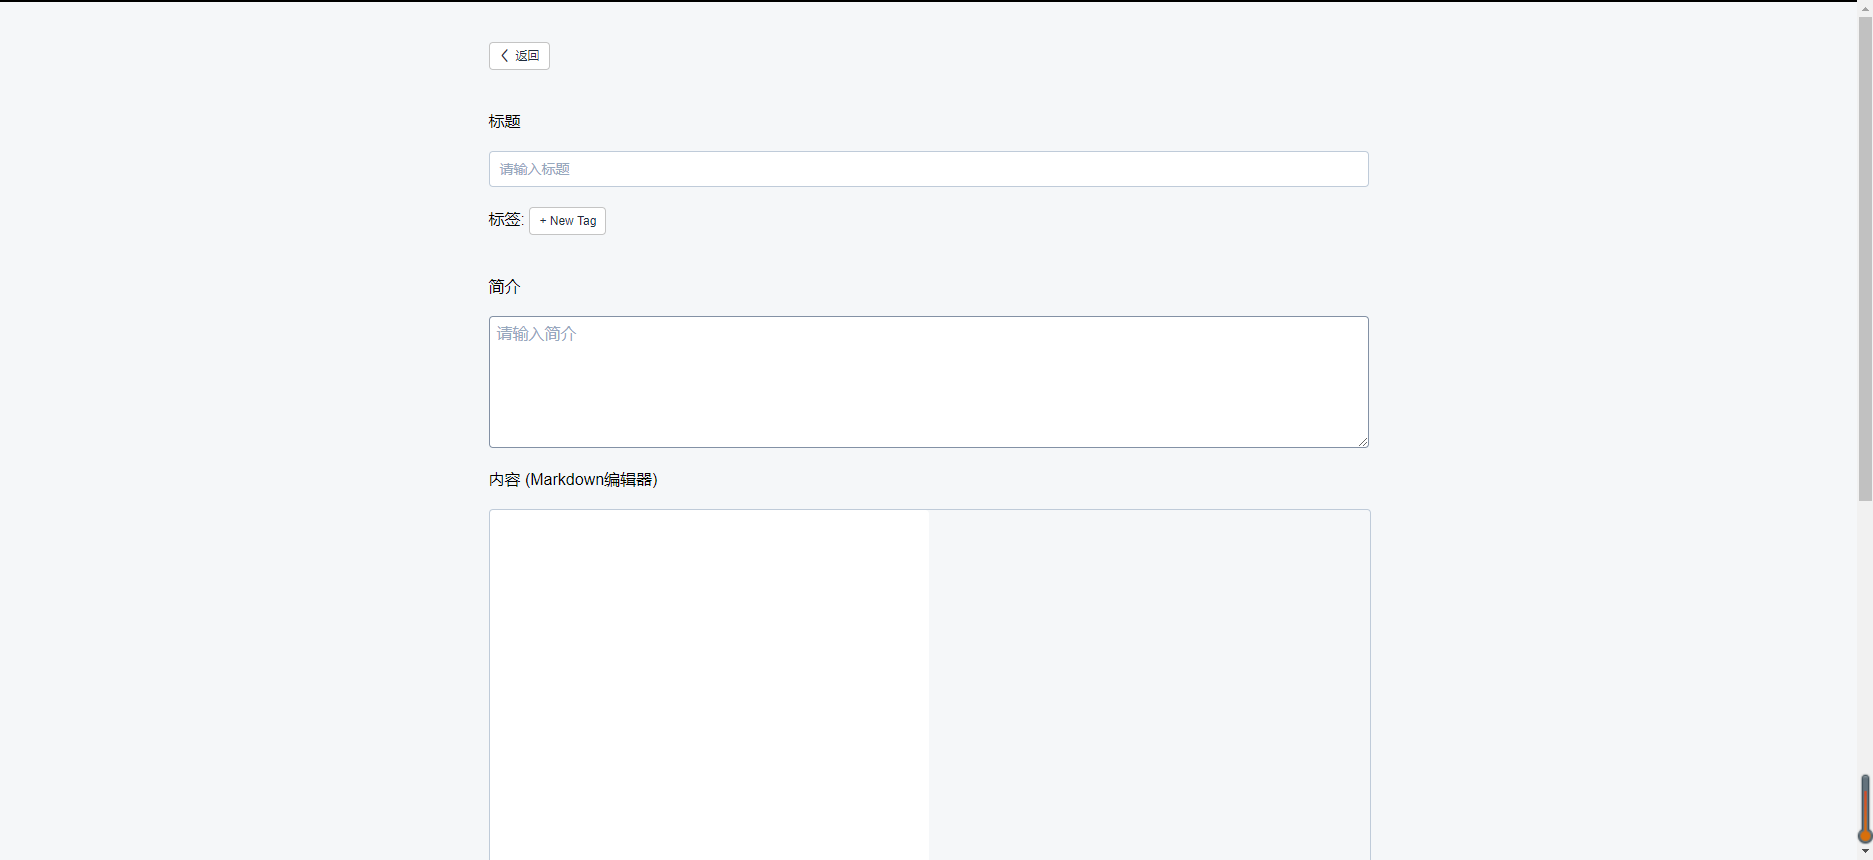 返回
标题
请输入标题
标签: + New Tag
简介
请输入简介
内容 (Markdown编辑器)